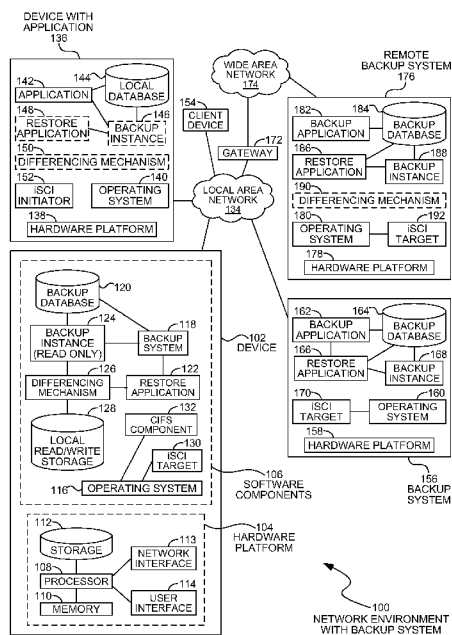 DEVICE WITH
APPLICATION
136
142
APPLICATION
144
LOCAL
DATABASE
148
RESTORE
APPLICATION
146
BACKUP
INSTANCE
150
DIFFERENCING MECHANISM
152
iSCI
INITIATOR
140
OPERATING
SYSTEM
138
HARDWARE PLATFORM
WIDE AREA
NETWORK
174
154
CLIENT
DEVICE
172
GATEWAY
LOCAL AREA
NETWORK
134
REMOTE
BACKUP SYSTEM
176
182
BACKUP
APPLICATION
184
BACKUP
DATABASE
186
RESTORE
APPLICATION
188
BACKUP
INSTANCE
190
DIFFERENCING MECHANISM
180
OPERATING
SYSTEM
192
iSCI
TARGET
178
HARDWARE PLATFORM
120
BACKUP
DATABASE
124
BACKUP
INSTANCE
(READ ONLY)
118
BACKUP
SYSTEM
126
DIFFERENCING
MECHANISM
122
RESTORE
APPLICATION
128
LOCAL
READ/WRITE
STORAGE
132
CIFS
COMPONENT
130
iSCI
TARGET
116
OPERATING SYSTEM
102
DEVICE
106
SOFTWARE
COMPONENTS
112
STORAGE
108
PROCESSOR
110
MEMORY
113
NETWORK
INTERFACE
114
USER
INTERFACE
104
HARDWARE
PLATFORM
162
BACKUP
APPLICATION
164
BACKUP
DATABASE
166
RESTORE
APPLICATION
168
BACKUP
INSTANCE
170
iSCI
TARGET
160
OPERATING
SYSTEM
158
HARDWARE PLATFORM
156
BACKUP
SYSTEM
100
NETWORK ENVIRONMENT
WITH BACKUP SYSTEM